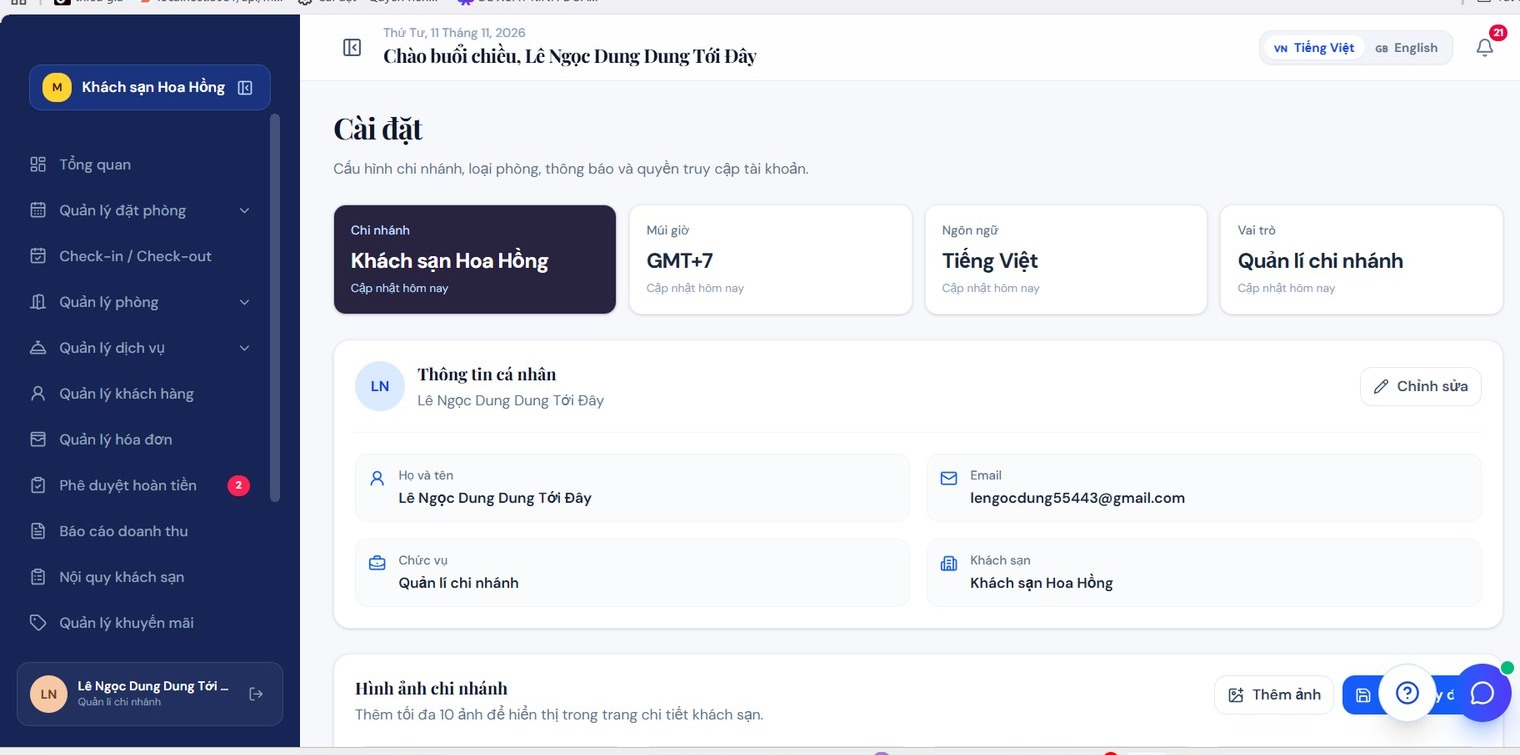 Thứ Tư, 11 Tháng 11, 2026
Chào buổi chiều, Lê Ngọc Dung Dung Tới Đây
VN Tiếng Việt
GB English
21
M
Khách sạn Hoa Hồng
Tổng quan
Quản lý đặt phòng
Check-in / Check-out
Quản lý phòng
Quản lý dịch vụ
Quản lý khách hàng
Quản lý hóa đơn
Phê duyệt hoàn tiền
2
Báo cáo doanh thu
Nội quy khách sạn
Quản lý khuyến mãi
LN
Lê Ngọc Dung Dung Tới ...
Quản lí chi nhánh
Cài đặt
Cấu hình chi nhánh, loại phòng, thông báo và quyền truy cập tài khoản.
Chi nhánh
Khách sạn Hoa Hồng
Cập nhật hôm nay
Múi giờ
GMT+7
Cập nhật hôm nay
Ngôn ngữ
Tiếng Việt
Cập nhật hôm nay
Vai trò
Quản lí chi nhánh
Cập nhật hôm nay
LN
Thông tin cá nhân
Lê Ngọc Dung Dung Tới Đây
Chỉnh sửa
Họ và tên
Lê Ngọc Dung Dung Tới Đây
Email
lengocdung55443@gmail.com
Chức vụ
Quản lí chi nhánh
Khách sạn
Khách sạn Hoa Hồng
Hình ảnh chi nhánh
Thêm tối đa 10 ảnh để hiển thị trong trang chi tiết khách sạn.
Thêm ảnh